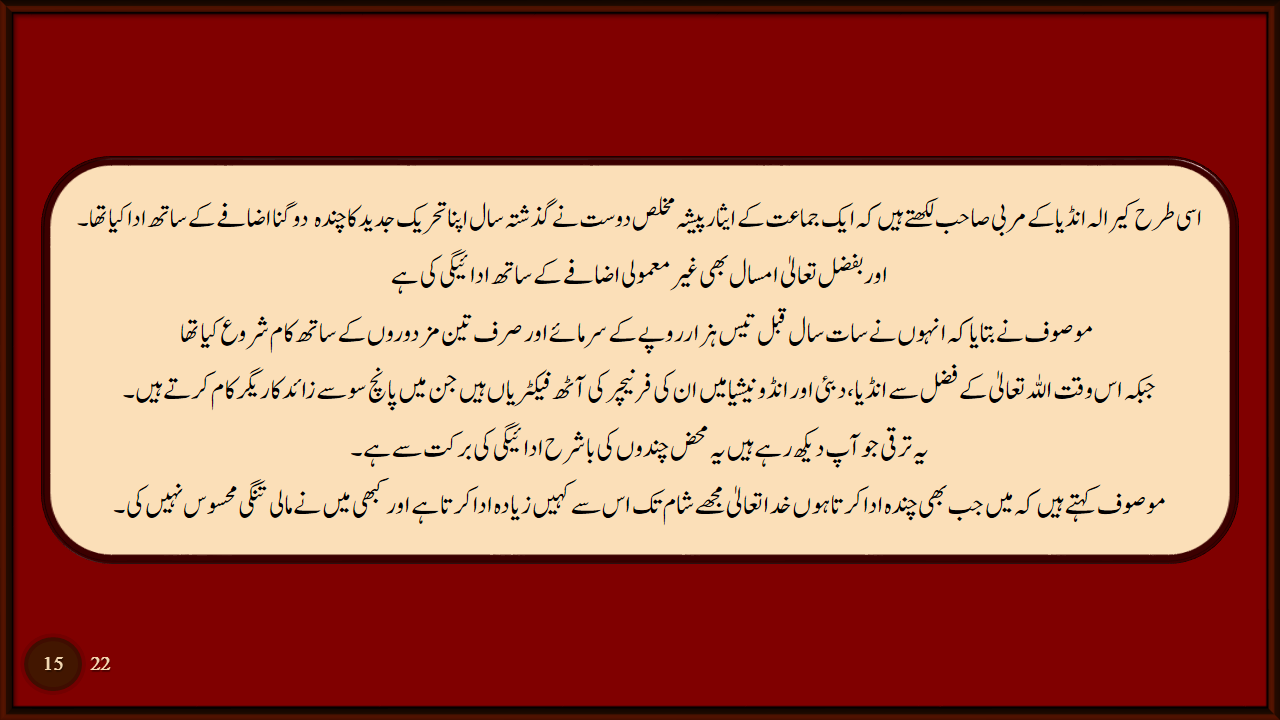 اسی طرح کیرالہ انڈیا کے مربی صاحب لکھتے ہیں کہ ایک جماعت کے ایثار پیشہ مخلص دوست نے گذشتہ سال اپنا تحریک جدید کا چندہ دو گنا اضافے کے ساتھ ادا کیا تھا۔
اور بفضل تعالیٰ امسال بھی غیر معمولی اضافے کے ساتھ ادائیگی کی ہے
موصوف نے بتایا کہ انہوں نے سات سال قبل تیس ہزار روپے کے سرمائے اور صرف تین مزدوروں کے ساتھ کام شروع کیا تھا
جبکہ اس وقت اللہ تعالیٰ کے فضل سے انڈیا، دبئی اور انڈونیشیا میں ان کی فرنیچر کی آٹھ فیکٹریاں ہیں جن میں پانچ سو سے زائد کاریگر کام کرتے ہیں۔
یہ ترقی جو آپ دیکھ رہے ہیں یہ محض چندوں کی باشرح ادائیگی کی برکت سے ہے۔
موصوف کہتے ہیں کہ میں جب بھی چندہ ادا کرتا ہوں خدا تعالیٰ مجھے شام تک اس سے کہیں زیادہ ادا کرتا ہے اور کبھی میں نے مالی تنگی محسوس نہیں کی۔
15 22